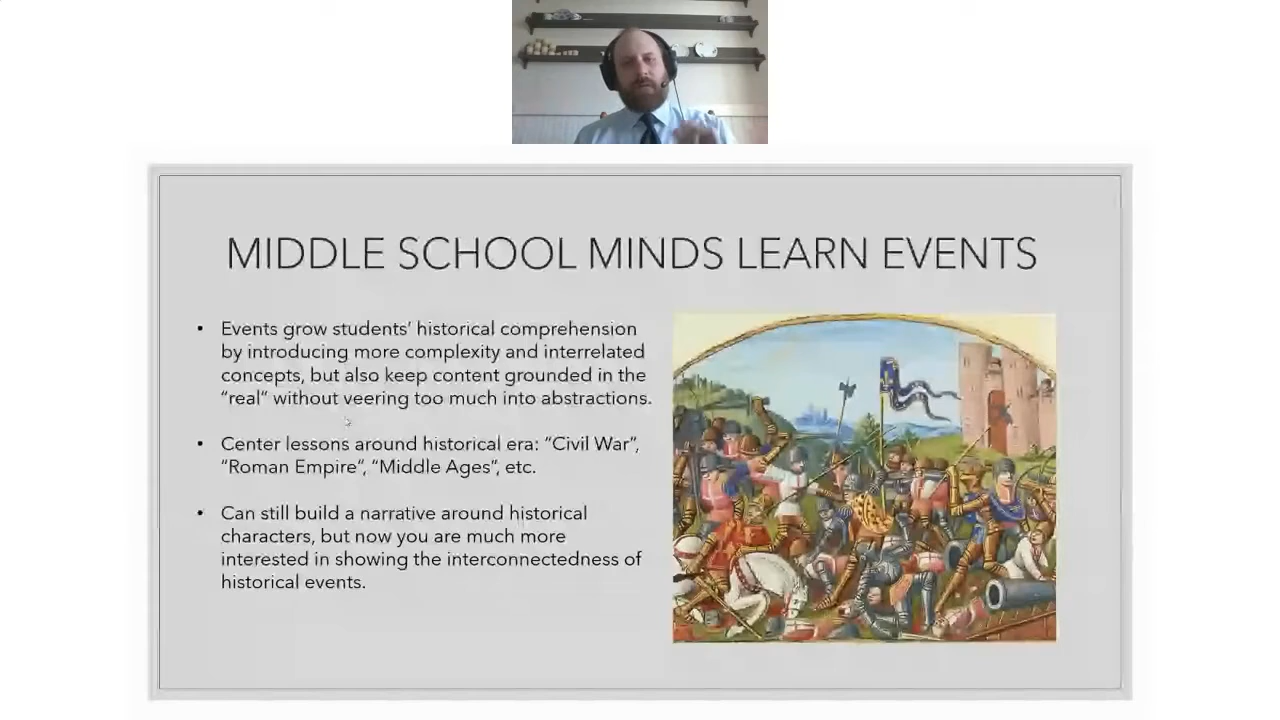 MIDDLE SCHOOL MINDS LEARN EVENTS
• Events grow students' historical comprehension
by introducing more complexity and interrelated
concepts, but also keep content grounded in the
"real" without veering too much into abstractions.
• Center lessons around historical era: "Civil War",
"Roman Empire", "Middle Ages", etc.
• Can still build a narrative around historical
characters, but now you are much more
interested in showing the interconnectedness of
historical events.